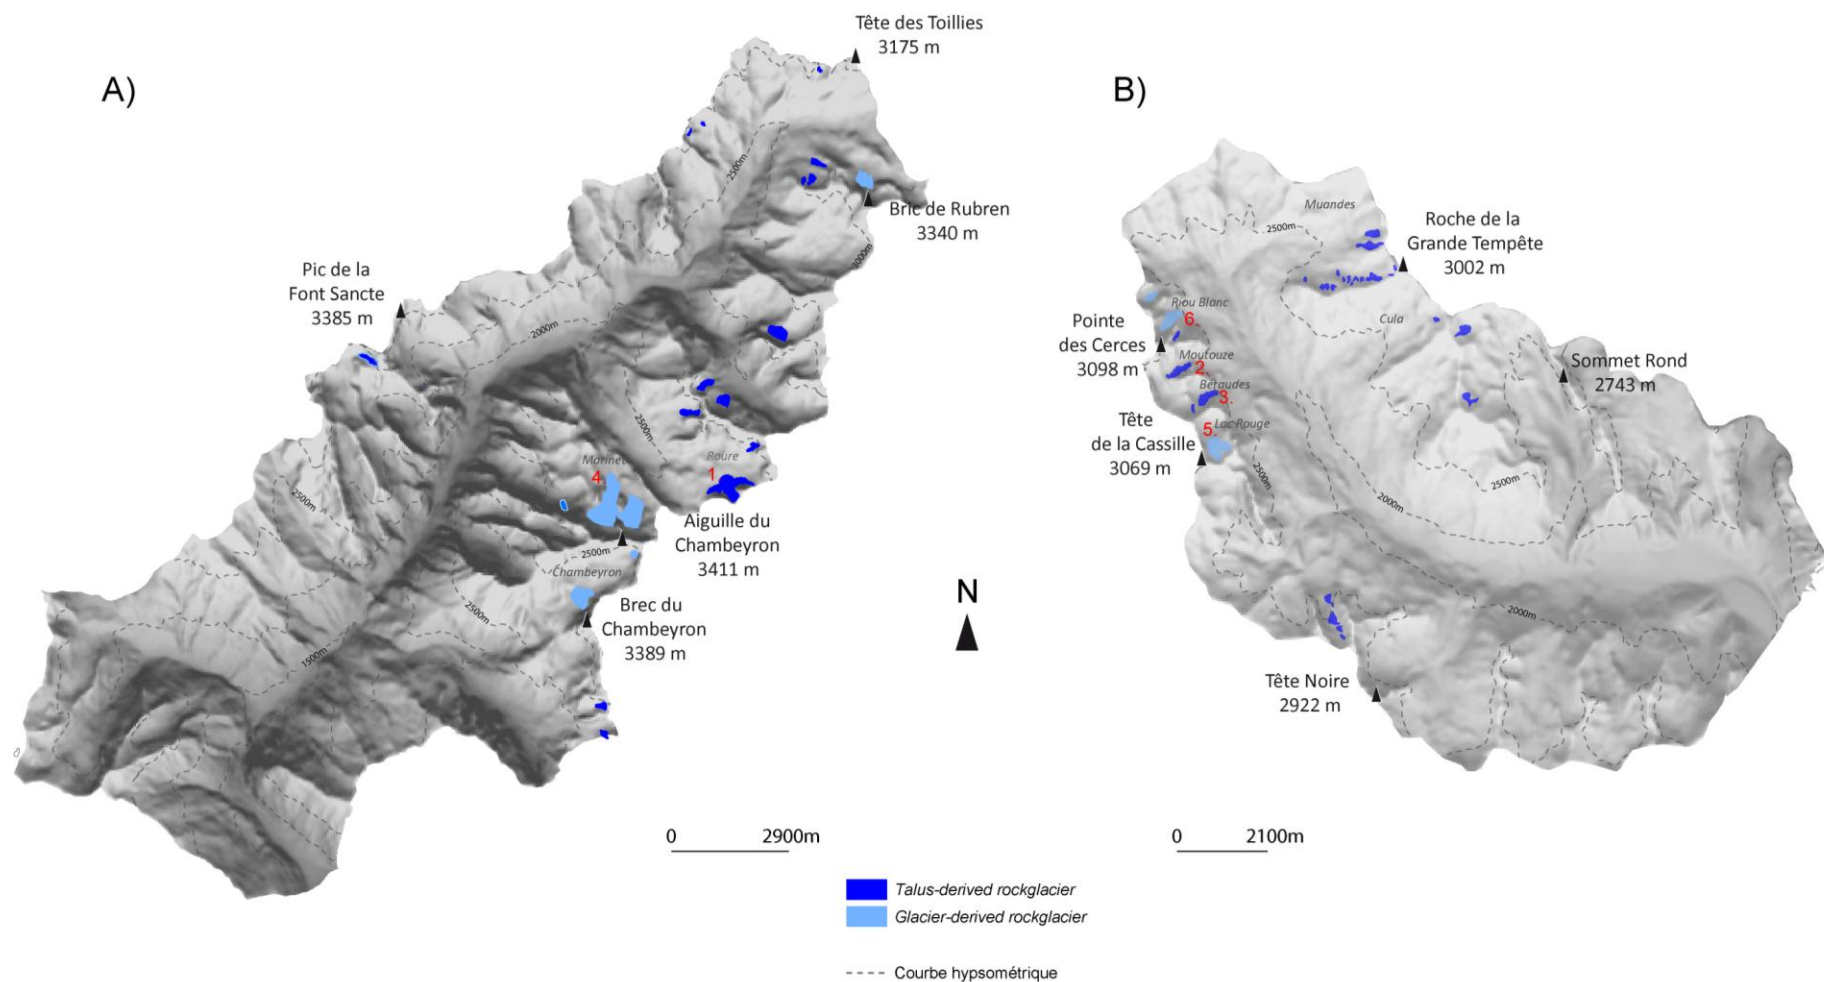 A)
Tête des Toillies
3175 m
2500m
Bric de Rubren
3340 m
3000m
Pic de la
Font Sancte
3385 m
2000m
2500m
Marinet
4
Roure
1
2500m
Aiguille du
Chambeyron
3411 m
2500m
Chambeyron
2500m
Brec du
Chambeyron
3389 m
1500m
N
0 2900m
B)
Muandes
2500m
Roche de la
Grande Tempête
3002 m
Riou Blanc
6.
Cula
Pointe
des Cerces
3098 m
Moutouze
2
Béraudes
3.
Sommet Rond
2743 m
Tête
de la Cassille
3069 m
5.
Lac Rouge
2500m
2500m
2000m
2000m
Tête Noire
2922 m
0 2100m
Talus-derived rockglacier
Glacier-derived rockglacier
Courbe hypsométrique